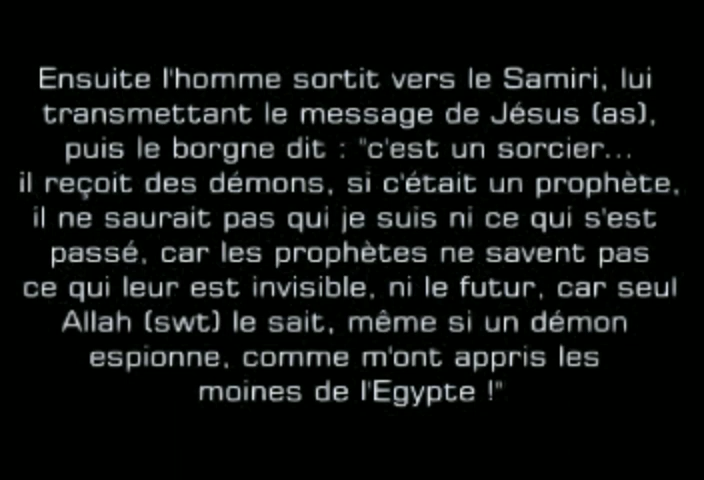 Ensuite l'homme sortit vers le Samiri, lui
transmettant le message de Jésus (as),
puis le borgne dit : "c'est un sorcier...
il reçoit des démons, si c'était un prophète,
il ne saurait pas qui je suis ni ce qui s'est
passé, car les prophètes ne savent pas
ce qui leur est invisible, ni le futur, car seul
Allah (swt) le sait, même si un démon
espionne, comme m'ont appris les
moines de l'Egypte !"